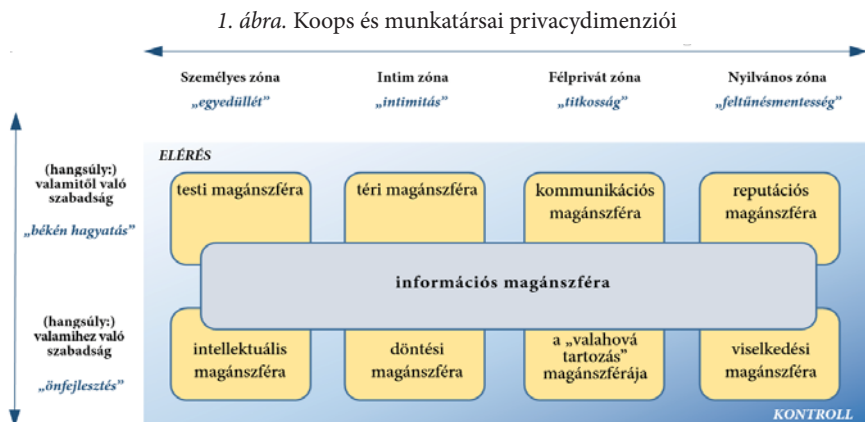 1. ábra. Koops és munkatársai privacydimenziói
Személyes zóna
„egyedüllét”
Intim zóna
„intimitás”
Félprivát zóna
„titkosság”
Nyilvános zóna
„feltűnésmentesség”
(hangsúly:)
valamitől való
szabadság
„békén hagyatás”
ELÉRÉS
testi magánszféra
téri magánszféra
kommunikációs
magánszféra
reputációs
magánszféra
információs magánszféra
(hangsúly:)
valamihez való
szabadság
„önfejlesztés”
intellektuális
magánszféra
döntési
magánszféra
a „valahová
tartozás”
magánszférája
viselkedési
magánszféra
KONTROLL